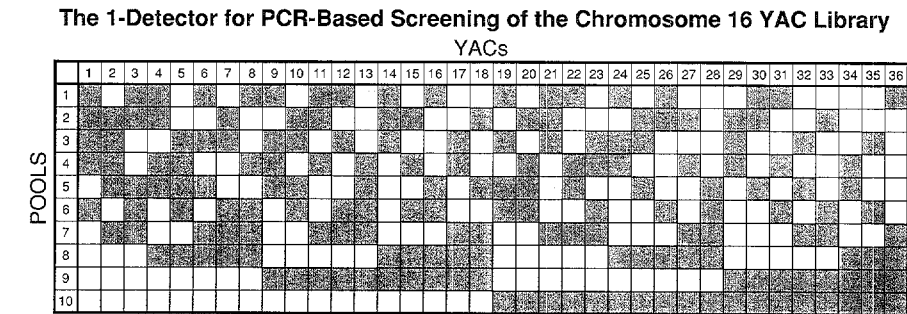 The 1-Detector for PCR-Based Screening of the Chromosome 16 YAC Library
YACs
1 2 3 4 5 6 7 8 9 10 11 12 13 14 15 16 17 18 19 20 21 22 23 24 25 26 27 28 29 30 31 32 33 34 35 36
POOLS
1
2
3
4
5
6
7
8
9
10